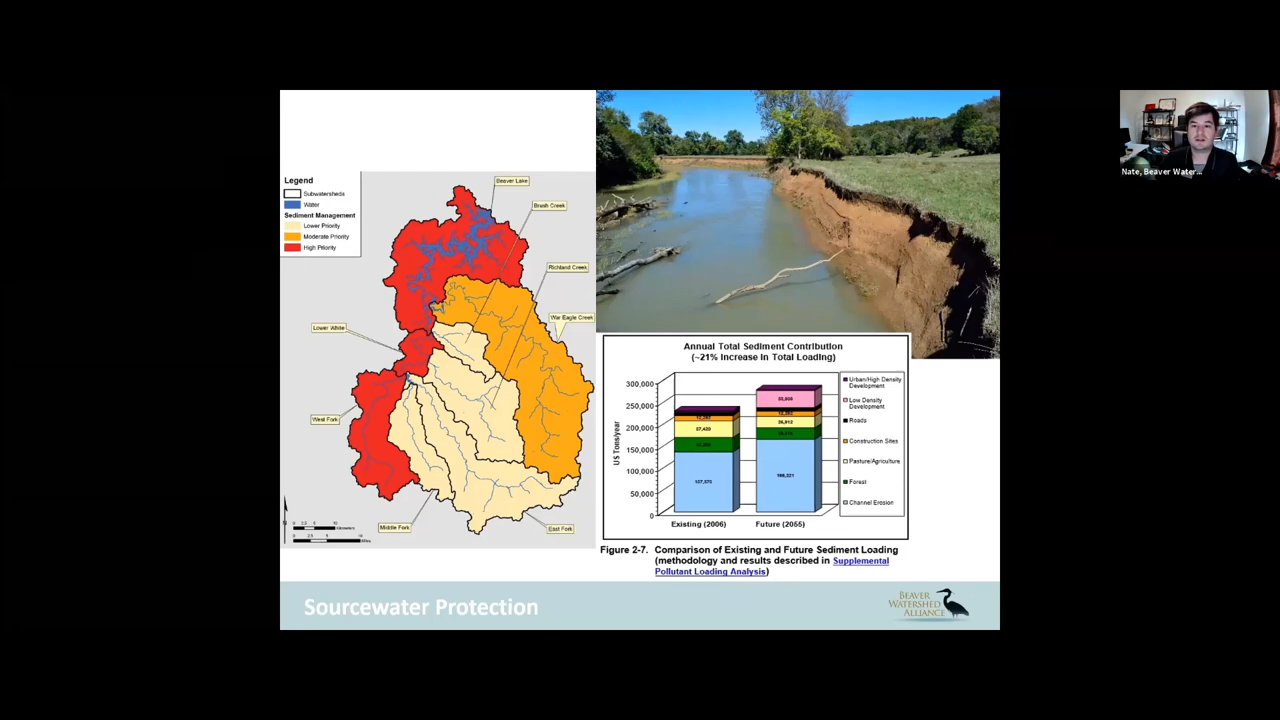 Legend
Subwatersheds
Water
Sediment Management
Lower Priority
Moderate Priority
High Priority
Beaver Lake
Brush Creek
Richland Creek
War Eagle Creek
Lower White
West Fork
Middle Fork
East Fork
N
Kilometers
Miles
Annual Total Sediment Contribution
(~21% Increase in Total Loading)
US Tons/year
300,000
250,000
200,000
150,000
100,000
50,000
0
Existing (2006)
Future (2055)
Urban/High Density
Development
Low Density
Development
Roads
Construction Sites
Pasture/Agriculture
Forest
Channel Erosion
Figure 2-7. Comparison of Existing and Future Sediment Loading
(methodology and results described in Supplemental
Pollutant Loading Analysis)
Sourcewater Protection
BEAVER
WATERSHED
ALLIANCE
Nate, Beaver Water...